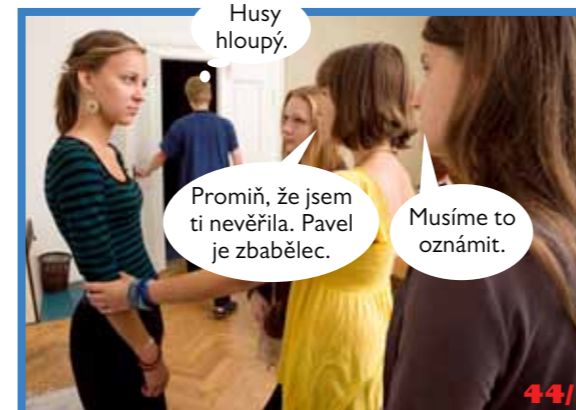 Husy
hloupý.
Promiň, že jsem
ti nevěřila. Pavel
je zbabělec.
Musíme to
oznámit.
44/